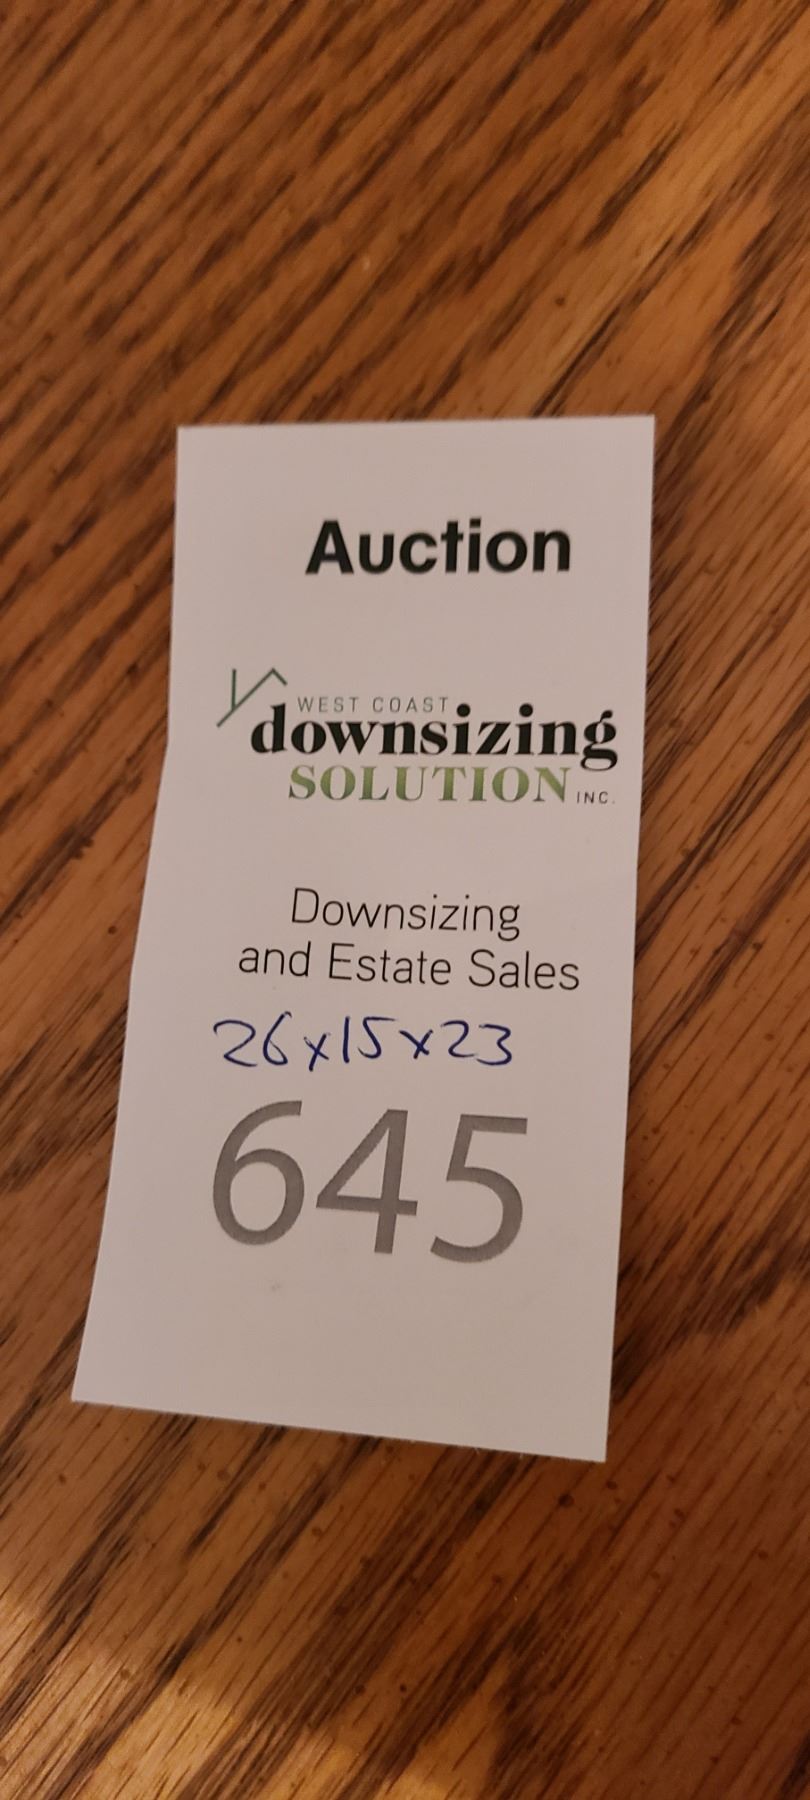 Auction
WEST COAST
downsizing
SOLUTION INC.
Downsizing
and Estate Sales
26x15x23
645